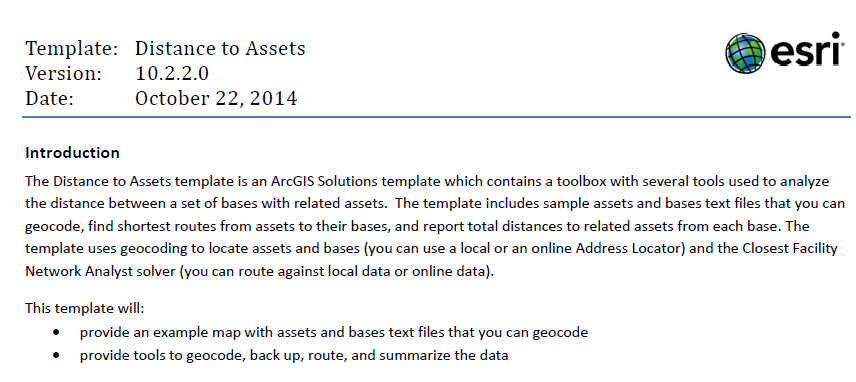 Template: Distance to Assets
esri
Version: 10.2.2.0
Date: October 22, 2014
Introduction
The Distance to Assets template is an ArcGIS Solutions template which contains a toolbox with several tools used to analyze
the distance between a set of bases with related assets.  The template includes sample assets and bases text files that you can
geocode, find shortest routes from assets to their bases, and report total distances to related assets from each base. The
template uses geocoding to locate assets and bases (you can use a local or an online Address Locator) and the Closest Facility
Network Analyst solver (you can route against local data or online data).
This template will:
• provide an example map with assets and bases text files that you can geocode
• provide tools to geocode, back up, route, and summarize the data